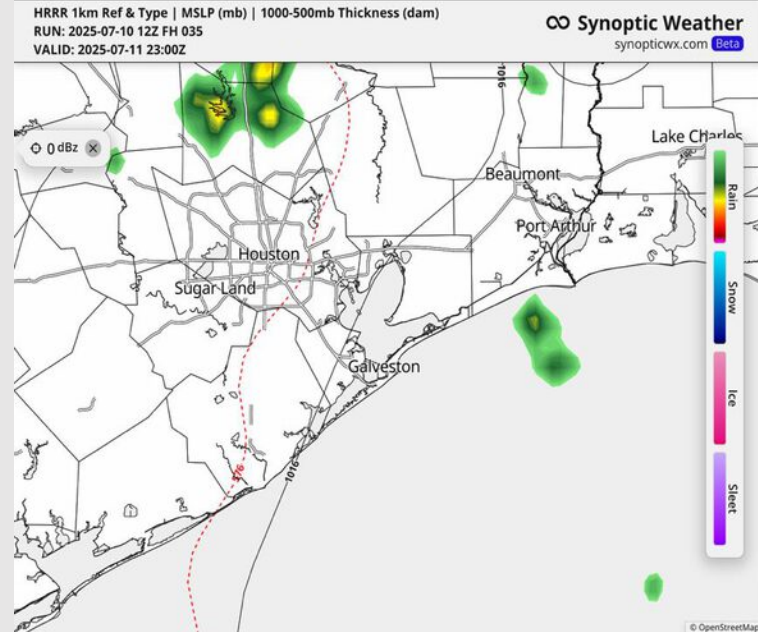 HRRR 1km Ref & Type | MSLP (mb) | 1000-500mb Thickness (dam)
RUN: 2025-07-10 12Z FH 035
VALID: 2025-07-11 23:00Z
Synoptic Weather
synopticwx.com Beta
1016
0 dBz
Lake Charles
Beaumont
Rain
Port Arthur
Houston
Sugar Land
Snow
Galveston
Ice
576
1016
Sleet
© OpenStreetMap